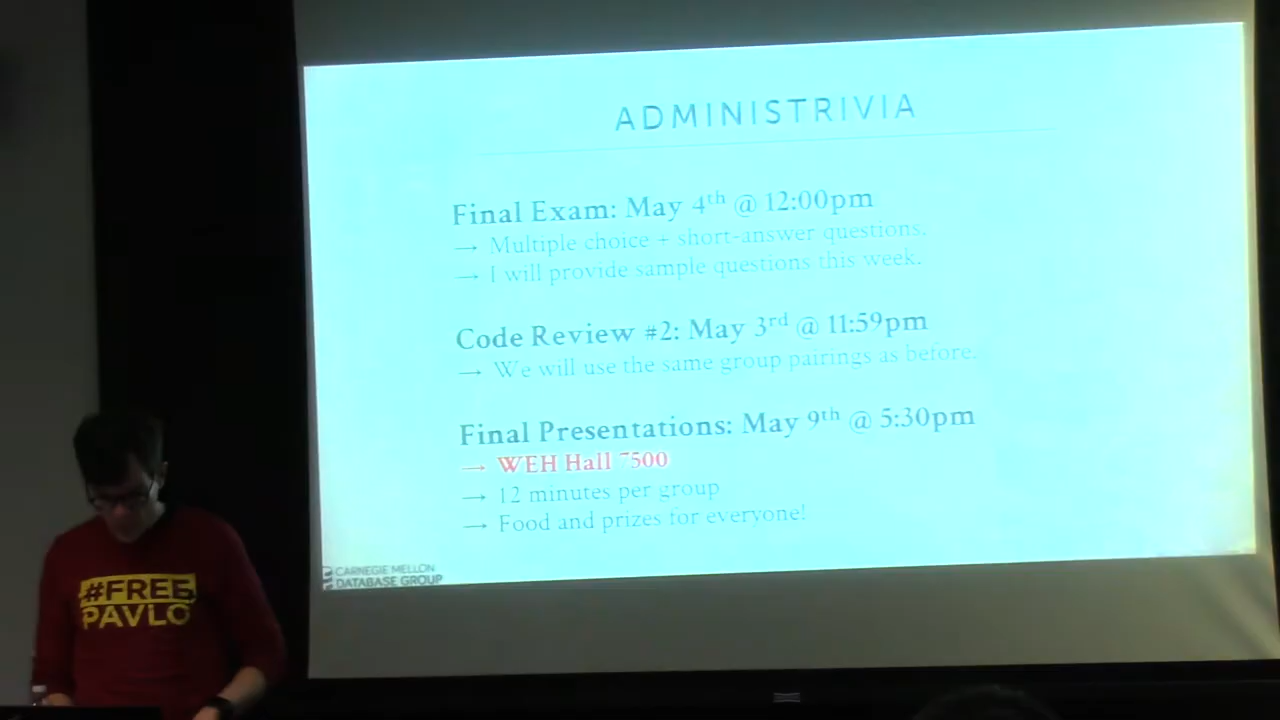 ADMINISTRIVIA
Final Exam: May 4th @ 12:00pm
→ Multiple choice + short-answer questions.
→ I will provide sample questions this week.
Code Review #2: May 3rd @ 11:59pm
→ We will use the same group pairings as before.
Final Presentations: May 9th @ 5:30pm
→ WEH Hall 7500
→ 12 minutes per group
→ Food and prizes for everyone!
CARNEGIE MELLON
DATABASE GROUP
#FREE
PAVLO